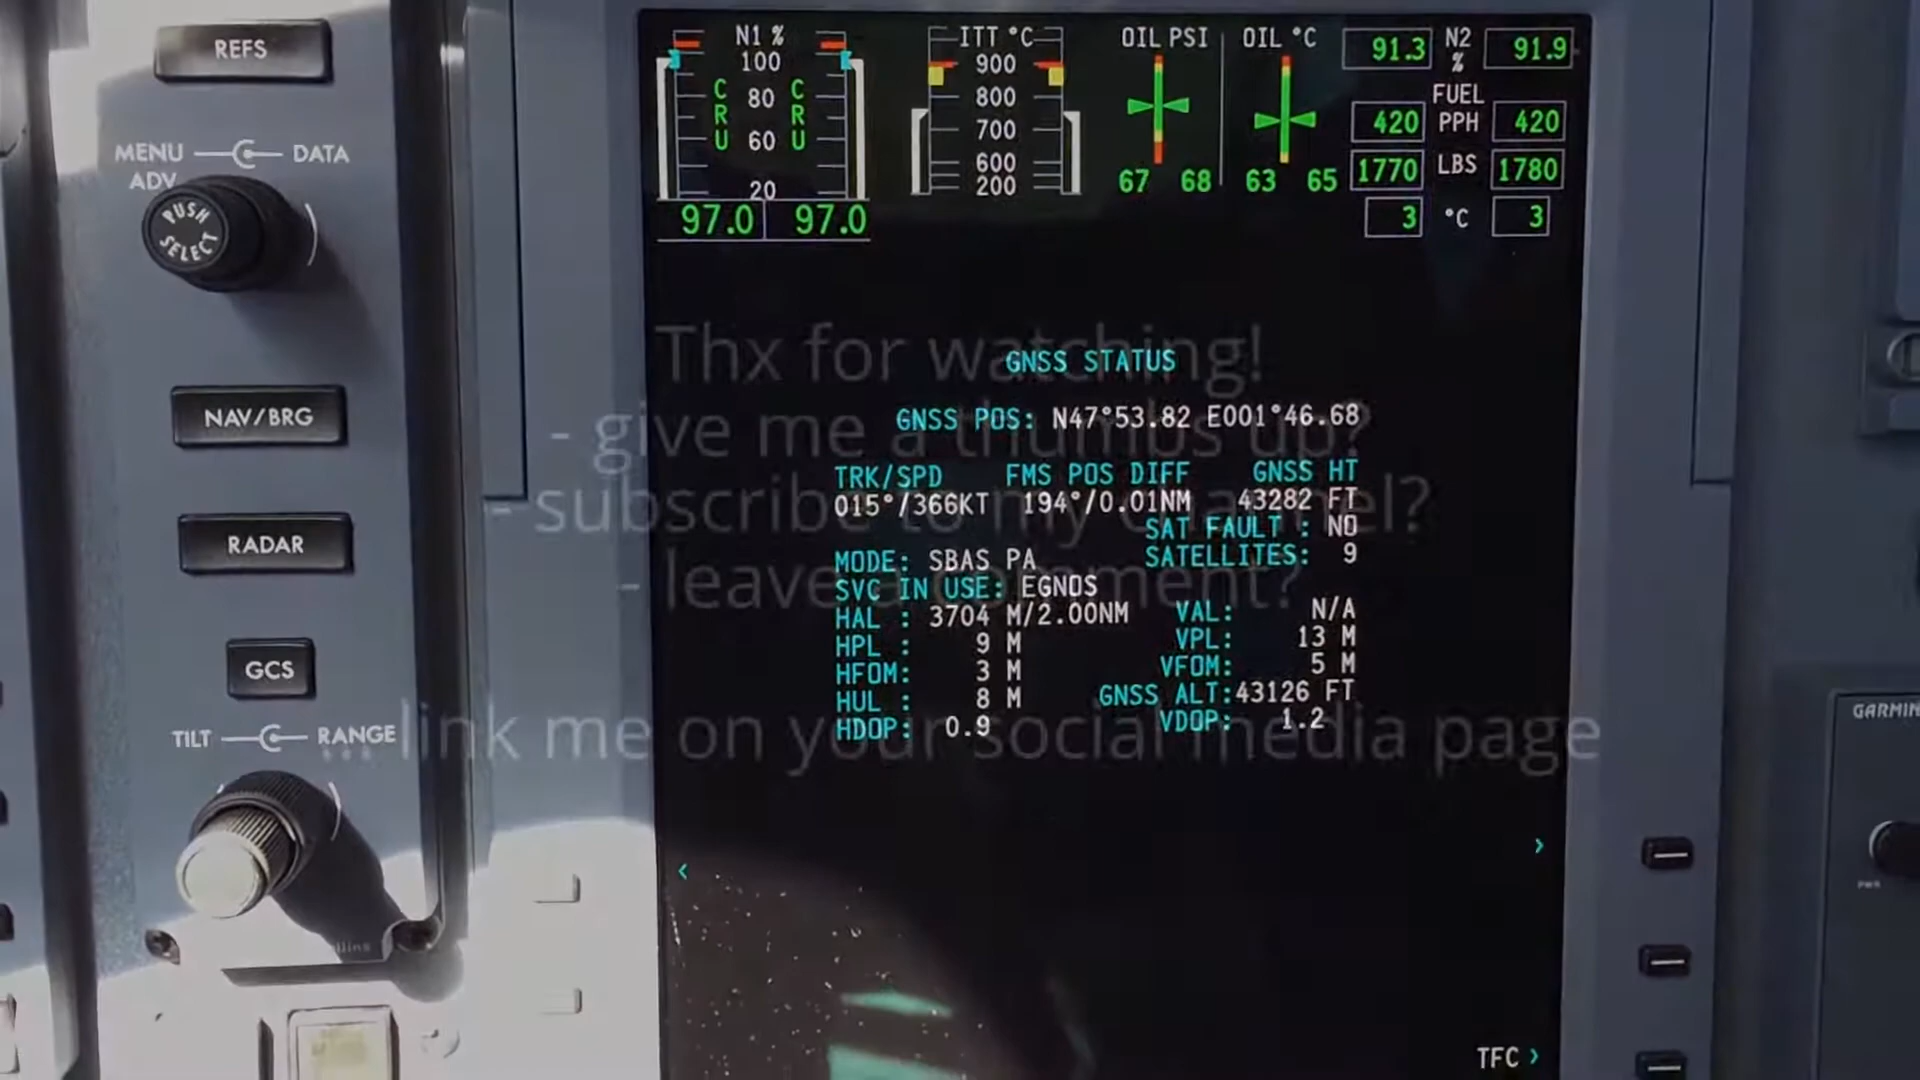 REFS
MENU DATA
ADV
PUSH
SELECT
NAV/BRG
RADAR
GCS
TILT RANGE
N1 % ITT °C OIL PSI OIL °C 91.3 N2 % 91.9
100 900
80 800
60 700
20 600
200
CRU CRU
97.0 97.0
67 68 63 65
FUEL
420 PPH 420
1770 LBS 1780
3 °C 3
Thx for watching!
- give me a thumbs up?
- subscribe to my channel?
- leave a comment?
... link me on your social media page
GNSS STATUS
GNSS POS: N47°53.82 E001°46.68
TRK/SPD FMS POS DIFF GNSS HT
015°/366KT 194°/0.01NM 43282 FT
SAT FAULT : NO
MODE: SBAS PA SATELLITES: 9
SVC IN USE: EGNOS
HAL : 3704 M/2.00NM VAL: N/A
HPL : 9 M VPL: 13 M
HFOM: 3 M VFOM: 5 M
HUL : 8 M GNSS ALT: 43126 FT
HDOP: 0.9 VDOP: 1.2
TFC
GARMIN